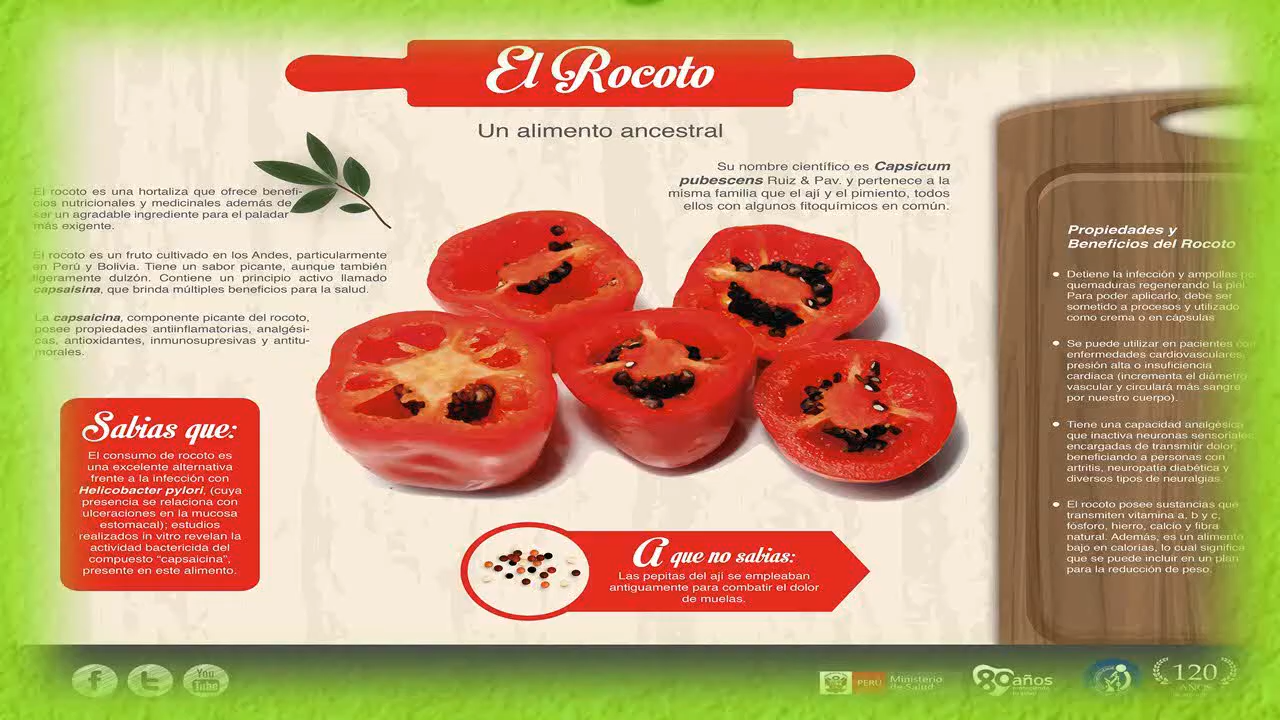 El Rocoto
Un alimento ancestral
El rocoto es una hortaliza que ofrece benefi-
cios nutricionales y medicinales además de
ser un agradable ingrediente para el paladar
más exigente.
El rocoto es un fruto cultivado en los Andes, particularmente
en Perú y Bolivia. Tiene un sabor picante, aunque también
ligeramente dulzón. Contiene un principio activo llamado
capsaisina, que brinda múltiples beneficios para la salud.
La capsaicina, componente picante del rocoto,
posee propiedades antiinflamatorias, analgési-
cas, antioxidantes, inmunosupresivas y antitu-
morales.
Su nombre científico es Capsicum
pubescens Ruiz & Pav. y pertenece a la
misma familia que el ají y el pimiento, todos
ellos con algunos fitoquímicos en común.
Sabias que:
El consumo de rocoto es
una excelente alternativa
frente a la infección con
Helicobacter pylori, (cuya
presencia se relaciona con
ulceraciones en la mucosa
estomacal); estudios
realizados in vitro revelan la
actividad bactericida del
compuesto “capsaicina”,
presente en este alimento.
A que no sabias:
Las pepitas del ají se empleaban
antiguamente para combatir el dolor
de muelas.
Propiedades y
Beneficios del Rocoto
• Detiene la infección y ampollas por
quemaduras regenerando la piel.
Para poder aplicarlo, debe ser
sometido a procesos y utilizado
como crema o en cápsulas
• Se puede utilizar en pacientes con
enfermedades cardiovasculares,
presión alta o insuficiencia
cardíaca (incrementa el diámetro
vascular y circulará más sangre
por nuestro cuerpo).
• Tiene una capacidad analgésica
que inactiva neuronas sensoriales
encargadas de transmitir dolor,
beneficiando a personas con
artritis, neuropatía diabética y
diversos tipos de neuralgias.
• El rocoto posee sustancias que
transmiten vitamina a, b y c,
fósforo, hierro, calcio y fibra
natural. Además, es un alimento
bajo en calorías, lo cual significa
que se puede incluir en un plan
para la reducción de peso.
You
Tube
PERÚ Ministerio
de Salud
80años
120
AÑOS